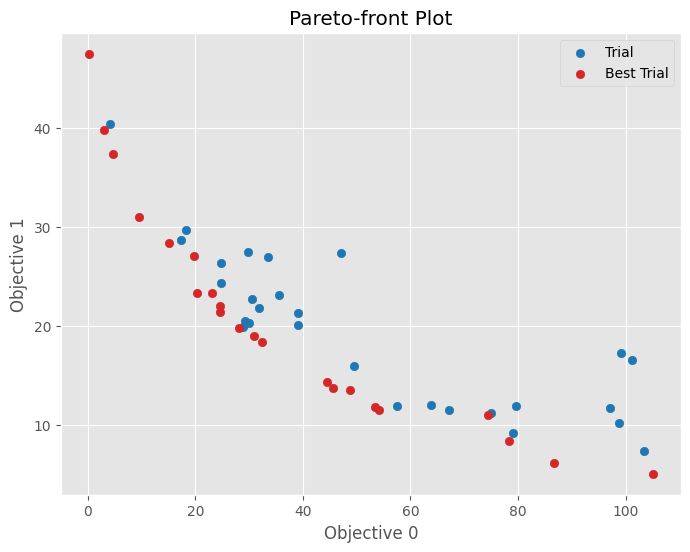 Pareto-front Plot
Trial
Best Trial
Objective 1
40
30
20
10
0 20 40 60 80 100
Objective 0